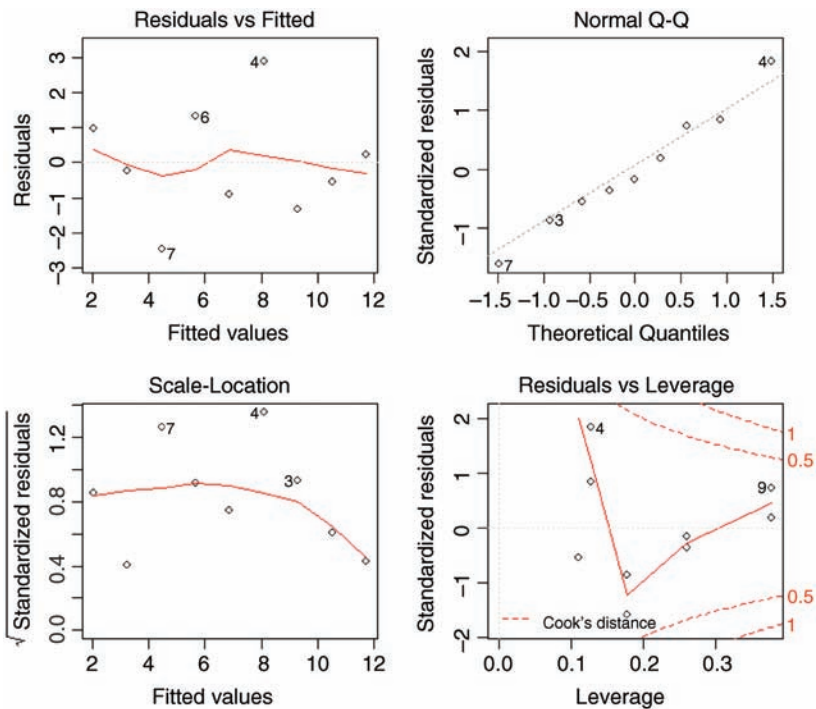 Residuals vs Fitted
Residuals
3
2
1
0
−1
−2
−3
4
6
7
2 4 6 8 10 12
Fitted values
Normal Q-Q
Standardized residuals
2
1
0
−1
4
3
7
−1.5 −1.0 −0.5 0.0 0.5 1.0 1.5
Theoretical Quantiles
Scale-Location
√Standardized residuals
1.2
0.8
0.4
0.0
7
4
3
2 4 6 8 10 12
Fitted values
Residuals vs Leverage
Standardized residuals
2
1
0
−1
−2
4
9
1
0.5
0.5
1
Cook's distance
0.0 0.1 0.2 0.3
Leverage